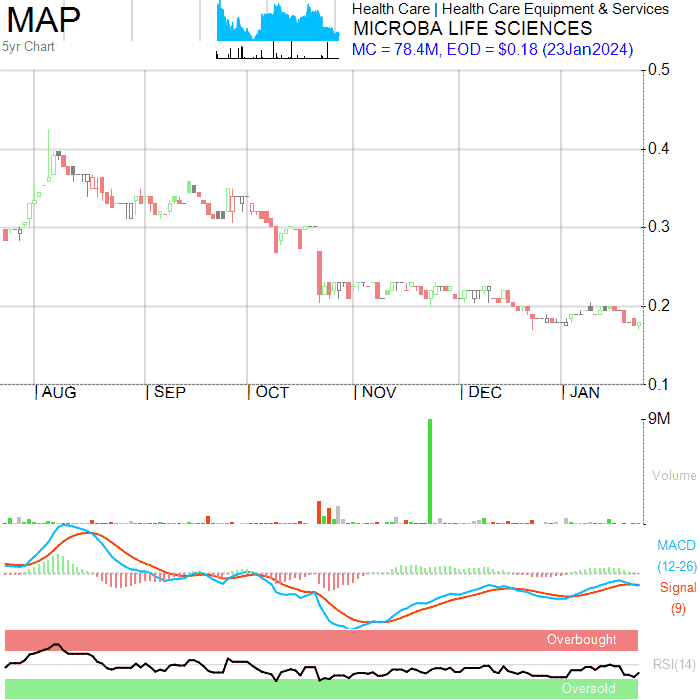 MAP
5yr Chart
Health Care | Health Care Equipment & Services
MICROBA LIFE SCIENCES
MC = 78.4M, EOD = $0.18 (23Jan2024)
0.5
0.4
0.3
0.2
0.1
AUG
SEP
OCT
NOV
DEC
JAN
9M
Volume
MACD
(12-26)
Signal
(9)
Overbought
RSI(14)
Oversold